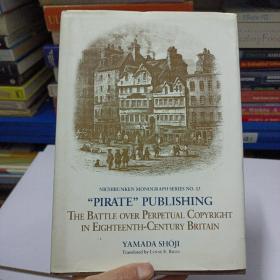 NICHIBUNKEN MONOGRAPH SERIES NO. 13
"PIRATE" PUBLISHING
THE BATTLE OVER PERPETUAL COPYRIGHT
IN EIGHTEENTH-CENTURY BRITAIN
YAMADA SHŌJI
Translated by Lynne E. Riggs